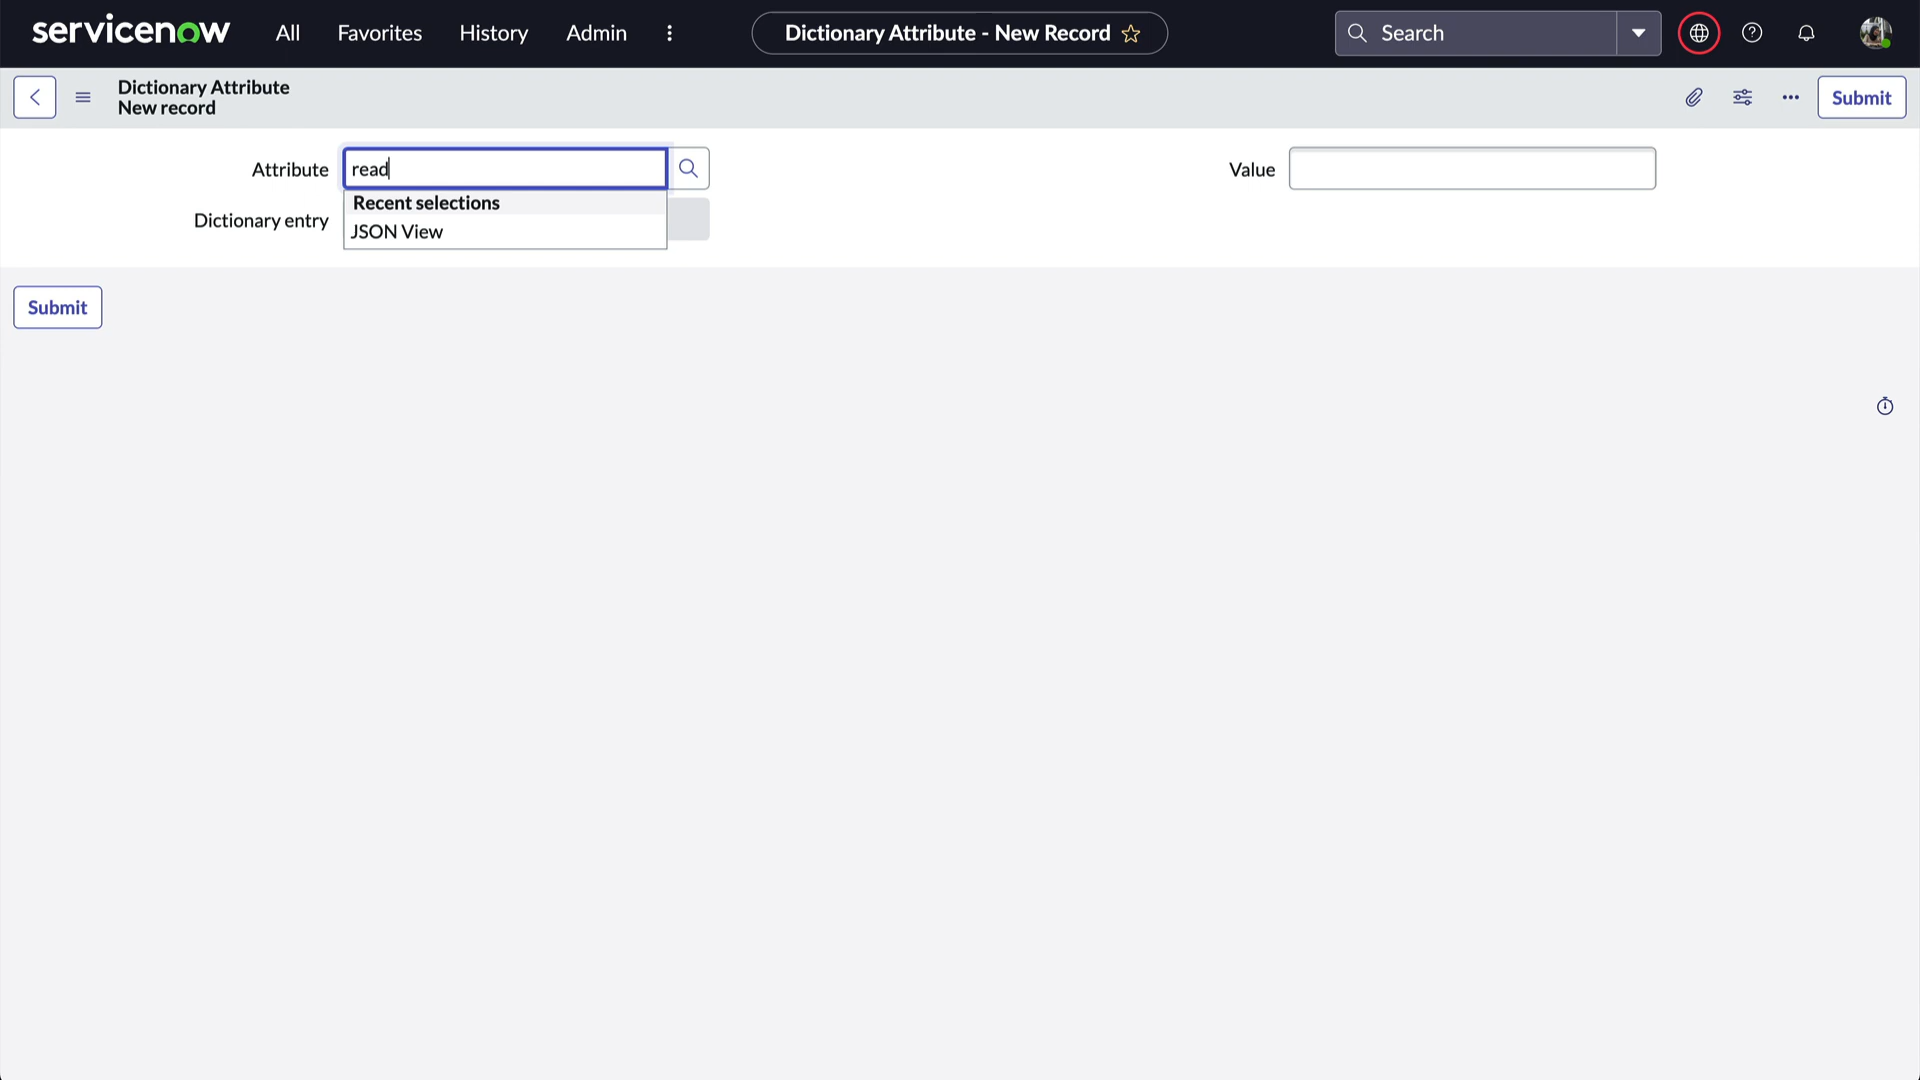 servicenow All Favorites History Admin Dictionary Attribute - New Record Search
Dictionary Attribute
New record
Submit
Attribute read Value
Recent selections
Dictionary entry
JSON View
Submit